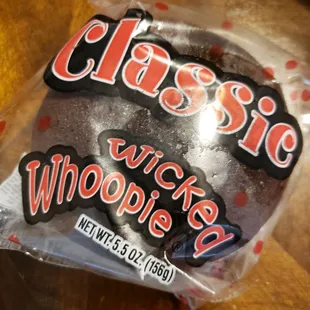 Classic
Wicked
Whoopie
NET WT. 5.5 OZ. (156g)